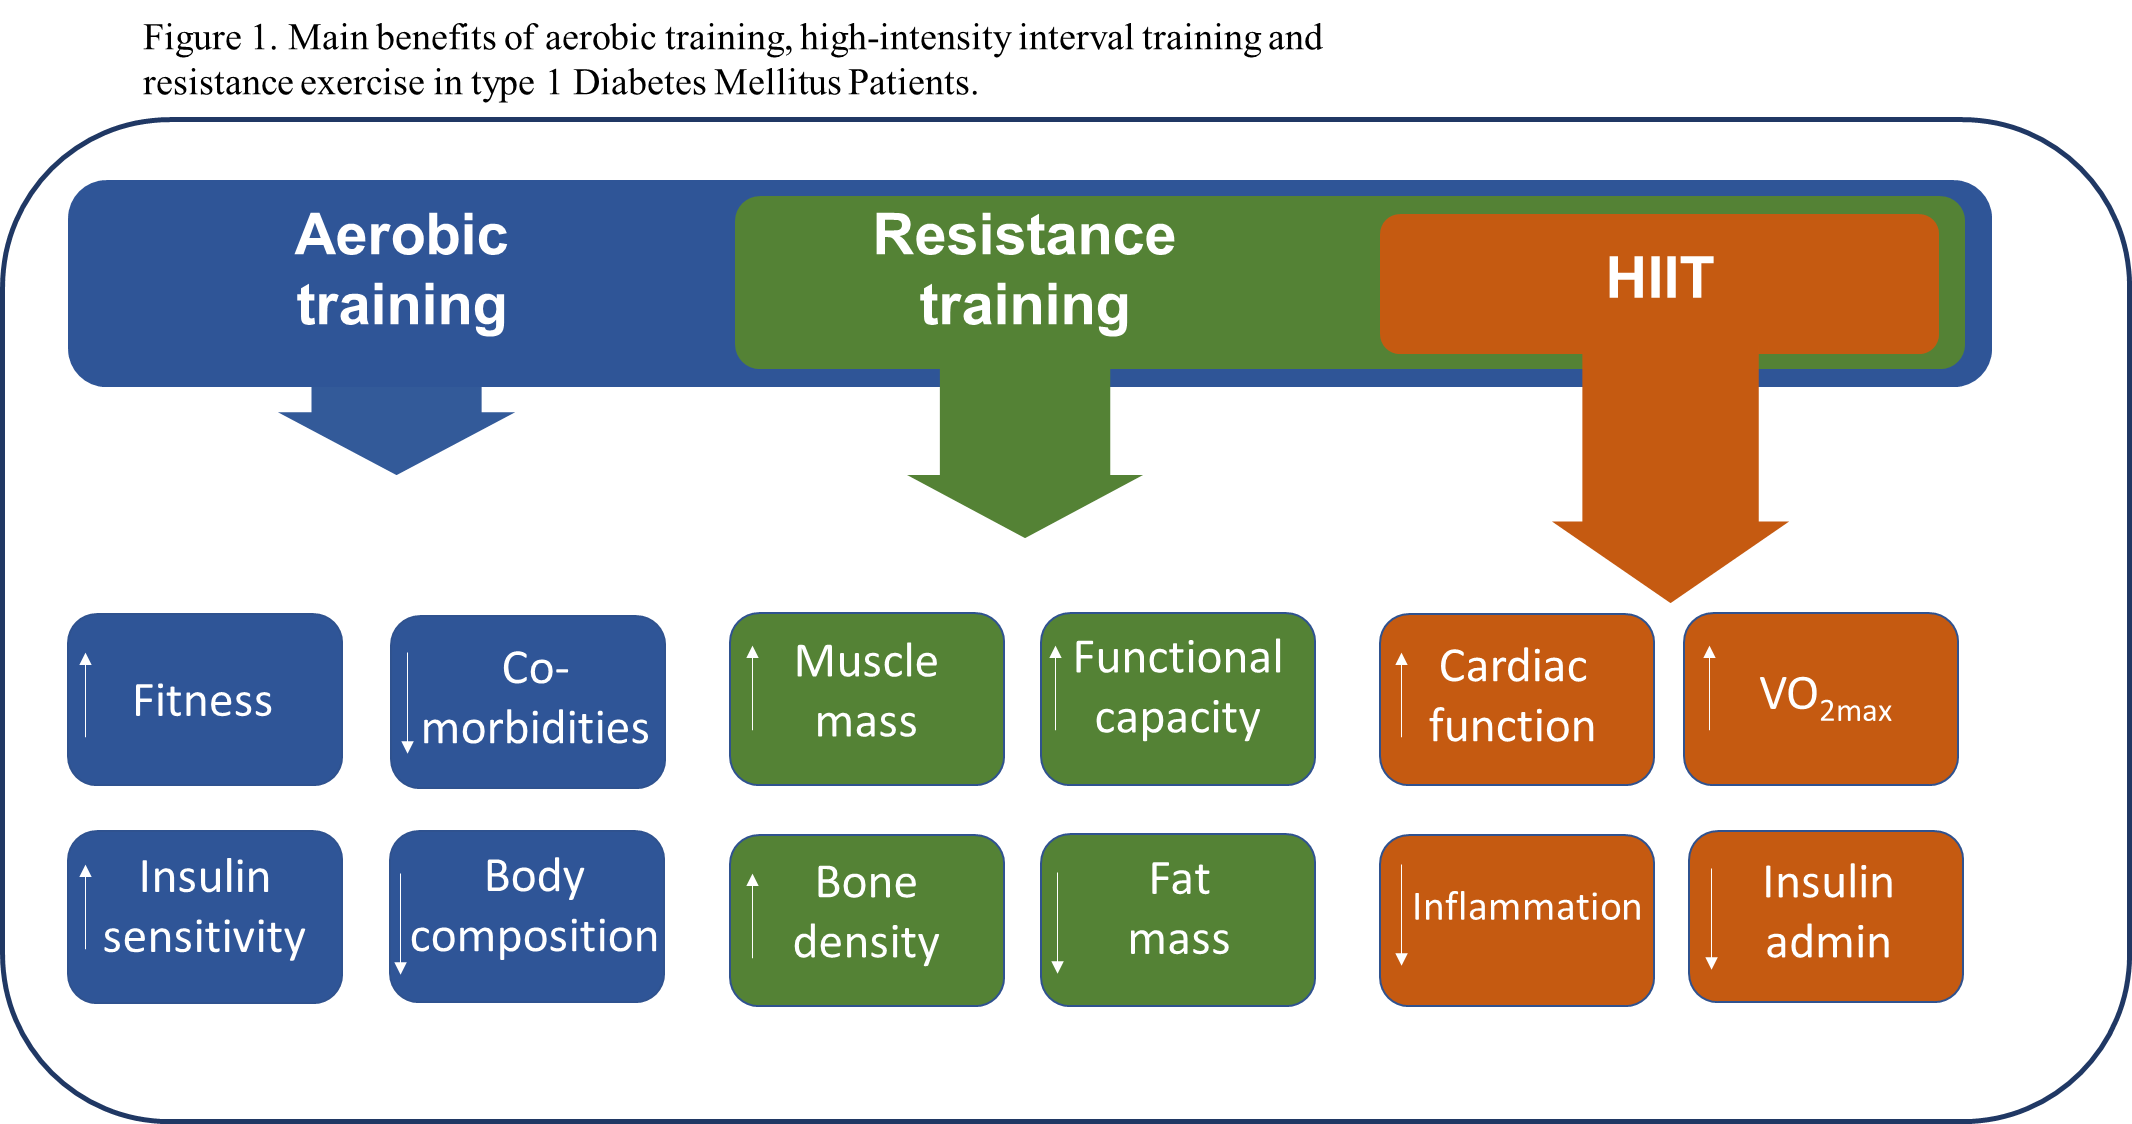 Figure 1. Main benefits of aerobic training, high-intensity interval training and
resistance exercise in type 1 Diabetes Mellitus Patients.
Aerobic
training
Resistance
training
HIIT
Fitness
Co-
morbidities
Muscle
mass
Functional
capacity
Cardiac
function
VO₂max
Insulin
sensitivity
Body
composition
Bone
density
Fat
mass
Inflammation
Insulin
admin